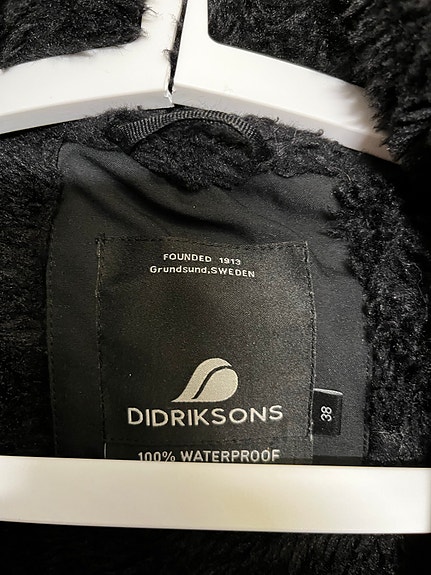 FOUNDED 1913
Grundsund,SWEDEN
DIDRIKSONS
38
100% WATERPROOF